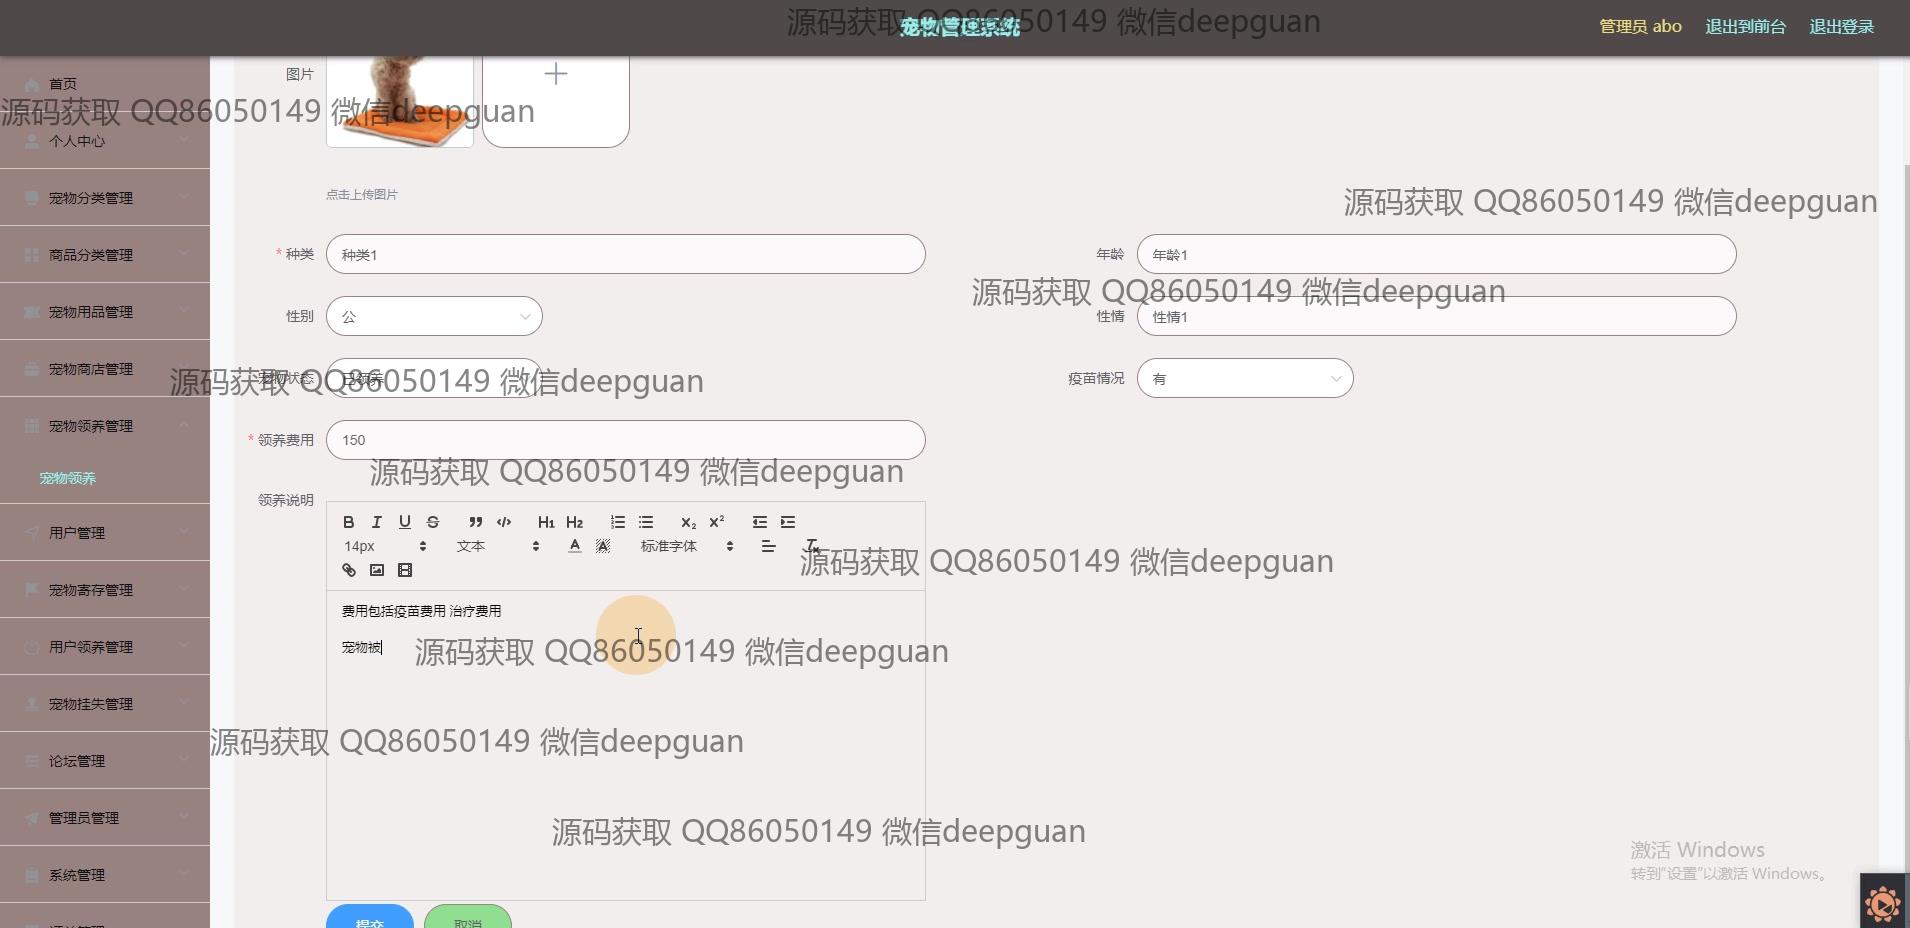 宠物管理系统
源码获取 QQ86050149 微信deepguan
管理员 abo
退出到前台
退出登录
首页
图片
源码获取 QQ86050149 微信deepguan
个人中心
宠物分类管理
点击上传图片
源码获取 QQ86050149 微信deepguan
商品分类管理
* 种类
种类1
年龄
年龄1
源码获取 QQ86050149 微信deepguan
宠物用品管理
性别
公
性情
性情1
宠物商店管理
宠物状态
已领养
源码获取 QQ86050149 微信deepguan
疫苗情况
有
宠物领养管理
* 领养费用
150
源码获取 QQ86050149 微信deepguan
宠物领养
领养说明
B I U S H1 H2 X2 X2
14px
文本
A
A
标准字体
Tx
用户管理
源码获取 QQ86050149 微信deepguan
宠物寄存管理
费用包括疫苗费用 治疗费用
用户领养管理
宠物被
源码获取 QQ86050149 微信deepguan
宠物挂失管理
源码获取 QQ86050149 微信deepguan
论坛管理
管理员管理
源码获取 QQ86050149 微信deepguan
激活 Windows
转到“设置”以激活 Windows。
系统管理
提交
取消